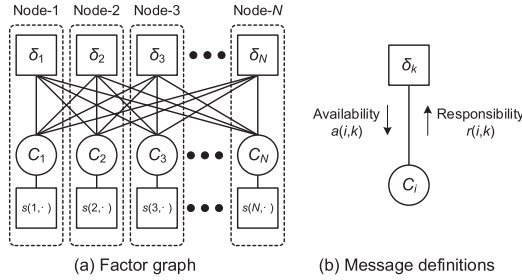 Node-1 Node-2 Node-3 Node-N
δ1 δ2 δ3 δN
C1 C2 C3 CN
s(1,·) s(2,·) s(3,·) s(N,·)
(a) Factor graph
δk
Availability
a(i,k)
Responsibility
r(i,k)
Ci
(b) Message definitions